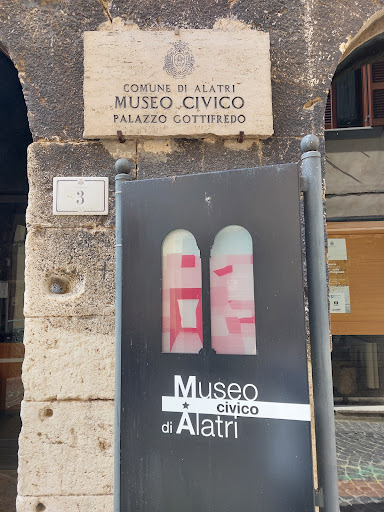 COMUNE DI ALATRI
MUSEO CIVICO
PALAZZO GOTTIFREDO
3
Museo
civico
di Alatri